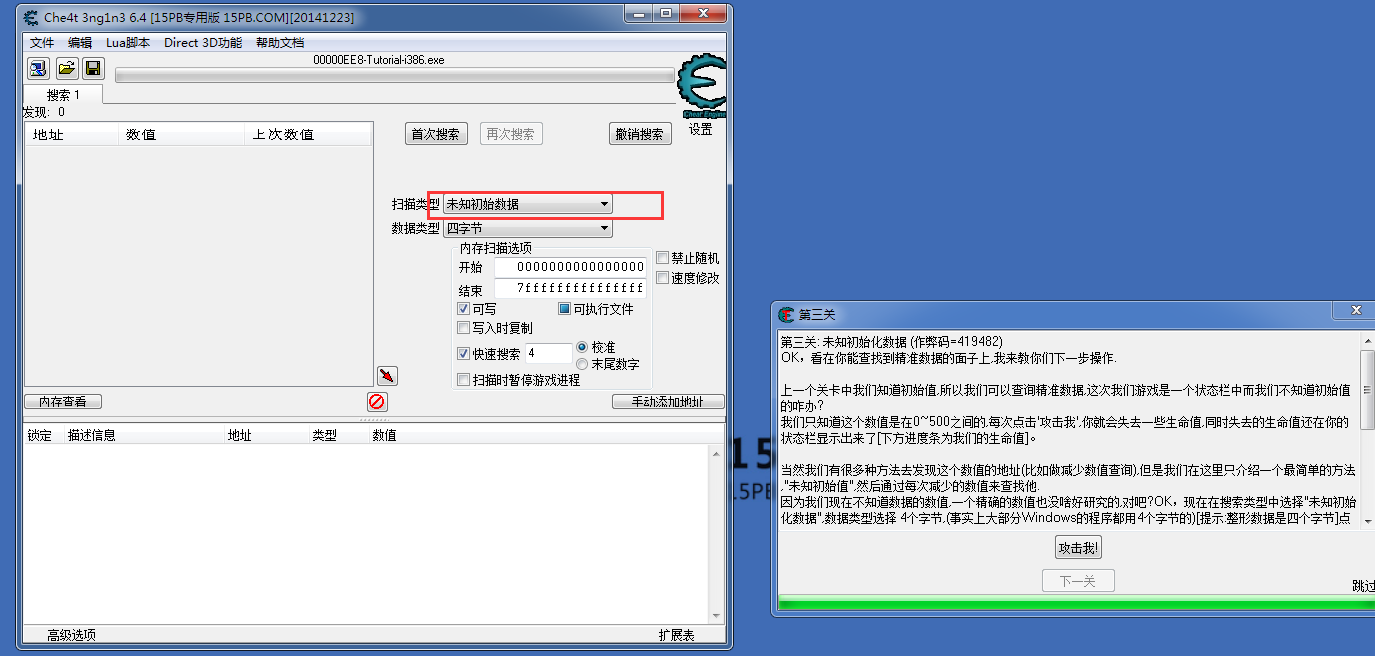 Che4t 3ng1n3 6.4 [15PB专用版 15PB.COM][20141223]
文件 编辑 Lua脚本 Direct 3D功能 帮助文档
00000EE8-Tutorial-i386.exe
Cheat Engine
设置
搜索 1
发现: 0
地址 数值 上次数值
首次搜索 再次搜索 撤销搜索
扫描类型 未知初始数据
数据类型 四字节
内存扫描选项
开始 0000000000000000
结束 7fffffffffffffff
禁止随机
速度修改
可写 可执行文件
写入时复制
快速搜索 4 校准
末尾数字
扫描时暂停游戏进程
内存查看 手动添加地址
锁定 描述信息 地址 类型 数值
高级选项 扩展表
15
15PB
第三关
第三关: 未知初始化数据 (作弊码=419482)
OK，看在你能查找到精准数据的面子上,我来教你们下一步操作.
上一个关卡中我们知道初始值,所以我们可以查询精准数据,这次我们游戏是一个状态栏中而我们不知道初始值
的咋办?
我们只知道这个数值是在0~500之间的,每次点击'攻击我',你就会失去一些生命值.同时失去的生命值还在你的
状态栏显示出来了[下方进度条为我们的生命值]。
当然我们有很多种方法去发现这个数值的地址(比如做减少数值查询),但是我们在这里只介绍一个最简单的方法
,"未知初始值",然后通过每次减少的数值来查找他.
因为我们现在不知道数据的数值,一个精确的数值也没啥好研究的,对吧?OK，现在在搜索类型中选择"未知初始
化数据",数据类型选择 4个字节,(事实上大部分Windows的程序都用4个字节的)[提示:整形数据是四个字节]点
攻击我!
下一关
跳过